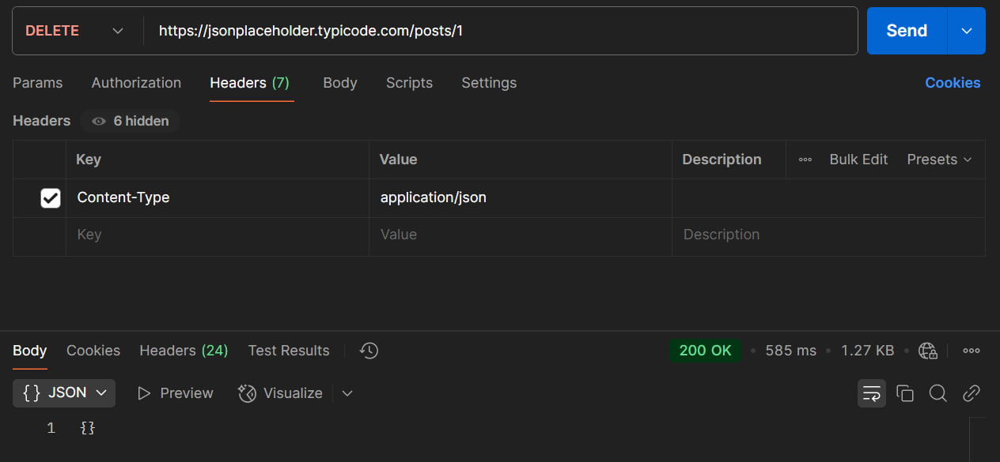 DELETE https://jsonplaceholder.typicode.com/posts/1 Send
Params Authorization Headers (7) Body Scripts Settings Cookies
Headers 6 hidden
Key Value Description Bulk Edit Presets
Content-Type application/json
Key Value Description
Body Cookies Headers (24) Test Results 200 OK • 585 ms • 1.27 KB •
{} JSON Preview Visualize
1 {}